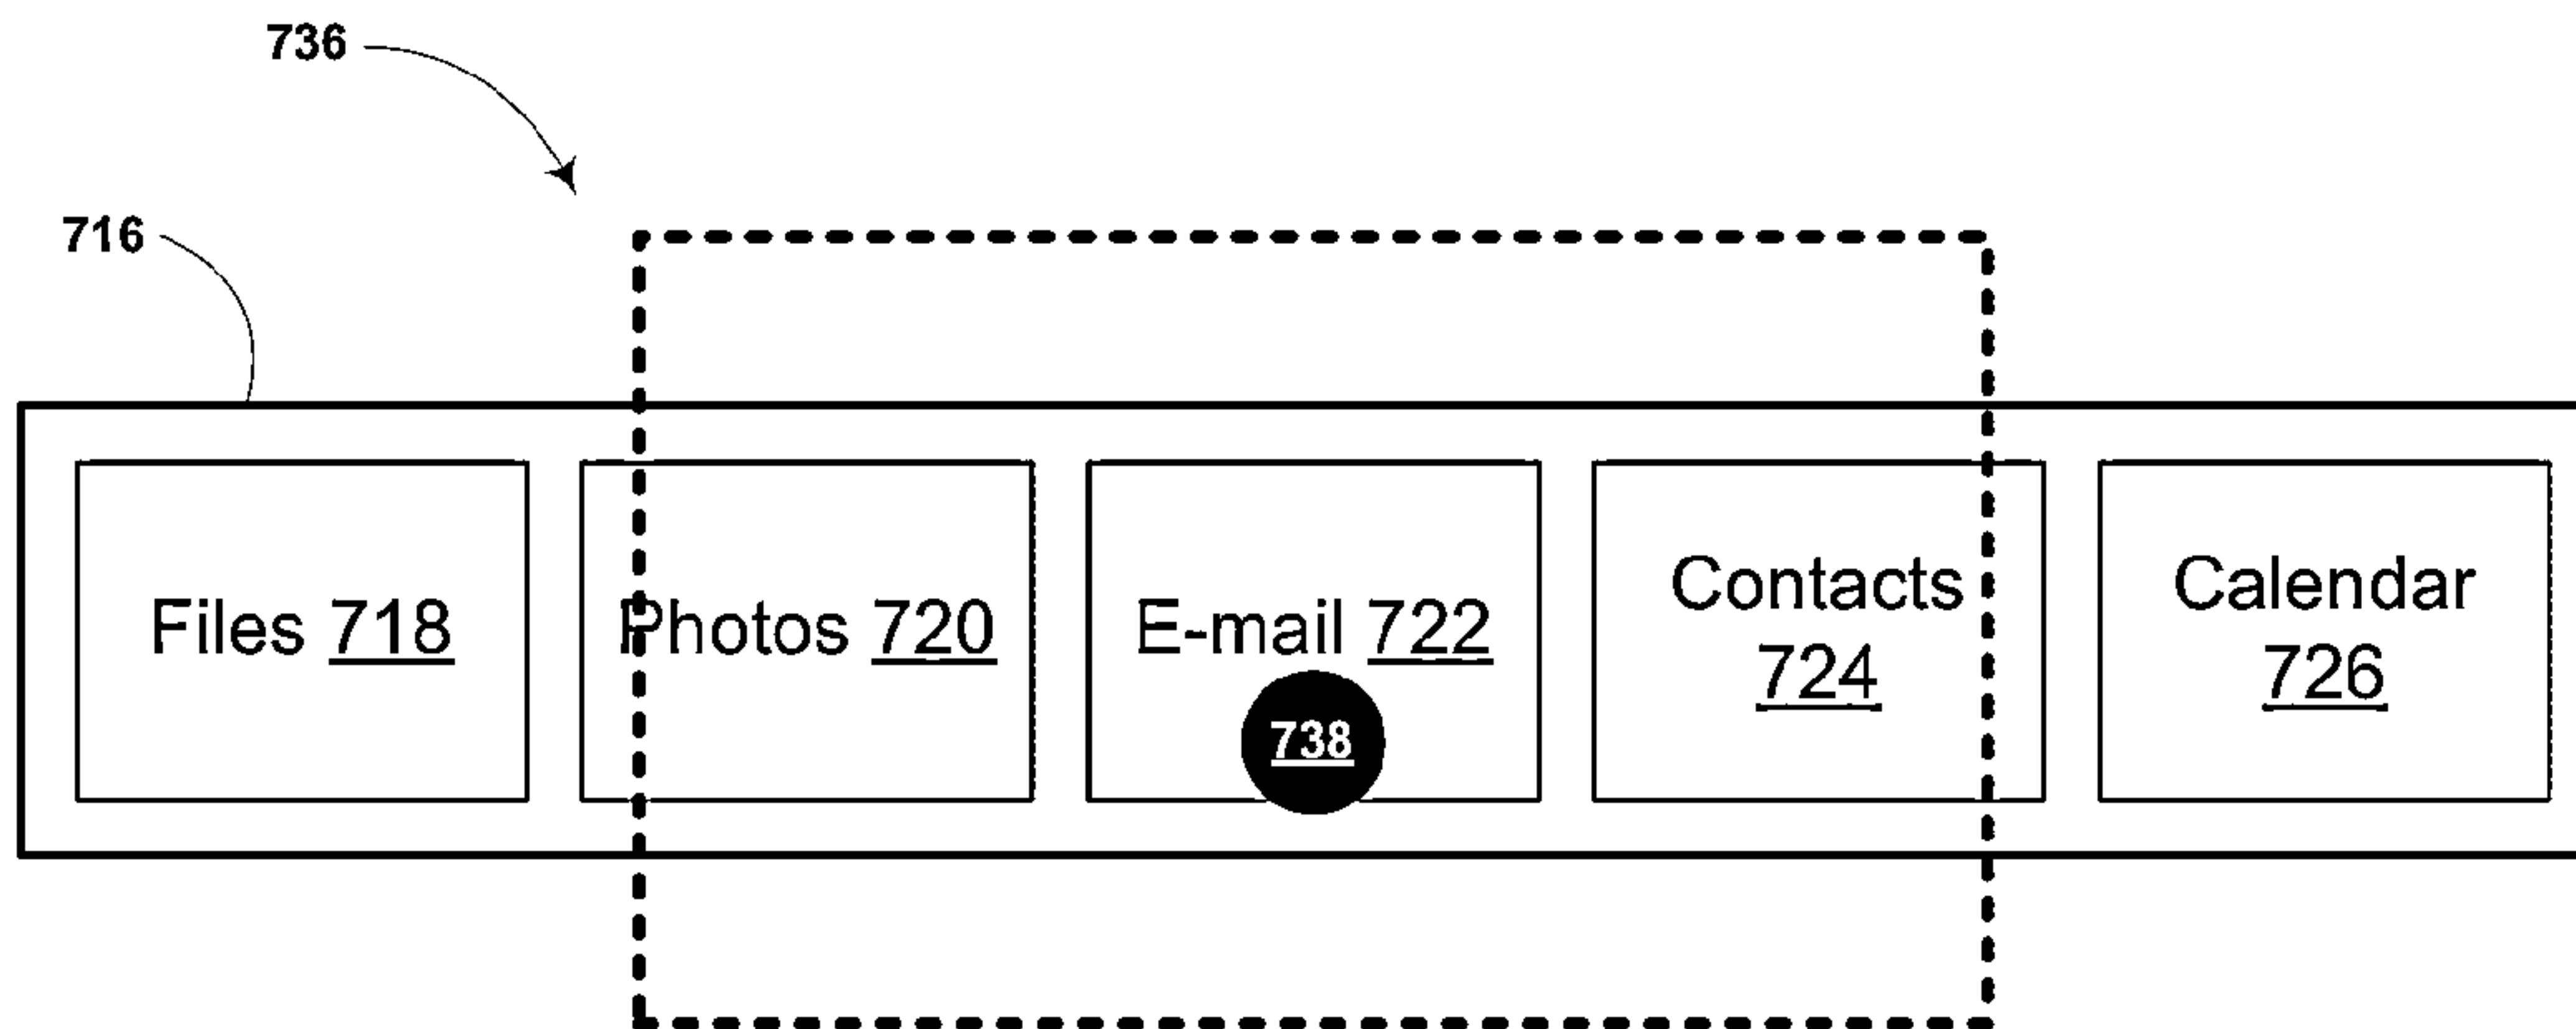 736
716
Files 718
Photos 720
E-mail 722
738
Contacts
724
Calendar
726